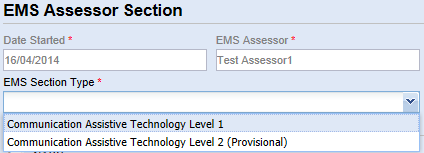 EMS Assessor Section
Date Started * EMS Assessor *
16/04/2014 Test Assessor1
EMS Section Type *
Communication Assistive Technology Level 1
Communication Assistive Technology Level 2 (Provisional)